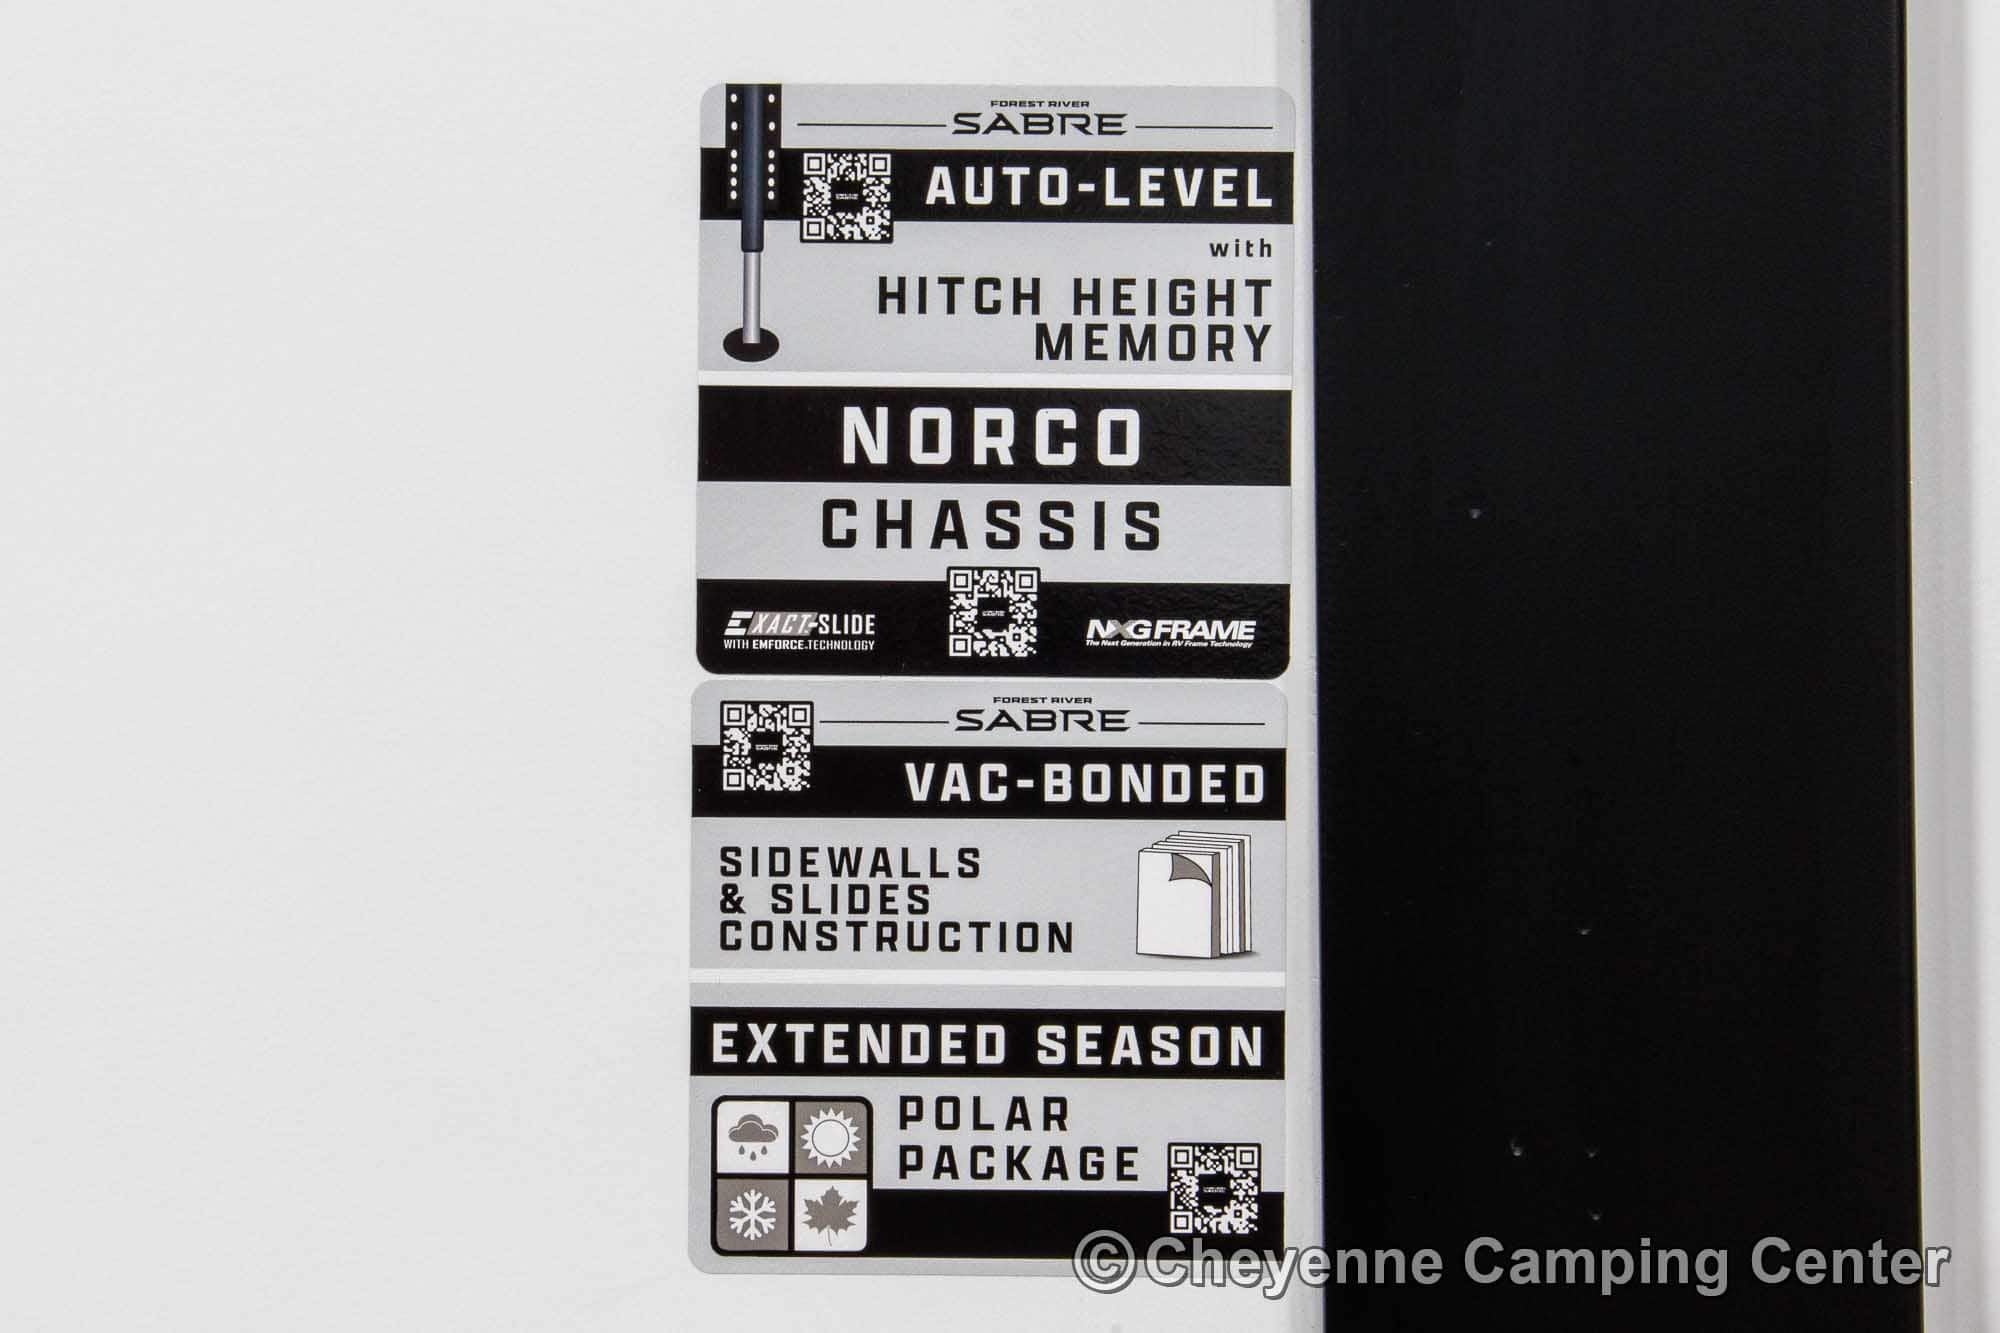 FOREST RIVER
SABRE
AUTO-LEVEL
with
HITCH HEIGHT
MEMORY
NORCO
CHASSIS
EXACT-SLIDE
WITH EMFORCE TECHNOLOGY
NXG FRAME
The Next Generation in RV Frame Technology
FOREST RIVER
SABRE
VAC-BONDED
SIDEWALLS
& SLIDES
CONSTRUCTION
EXTENDED SEASON
POLAR
PACKAGE
©Cheyenne Camping Center